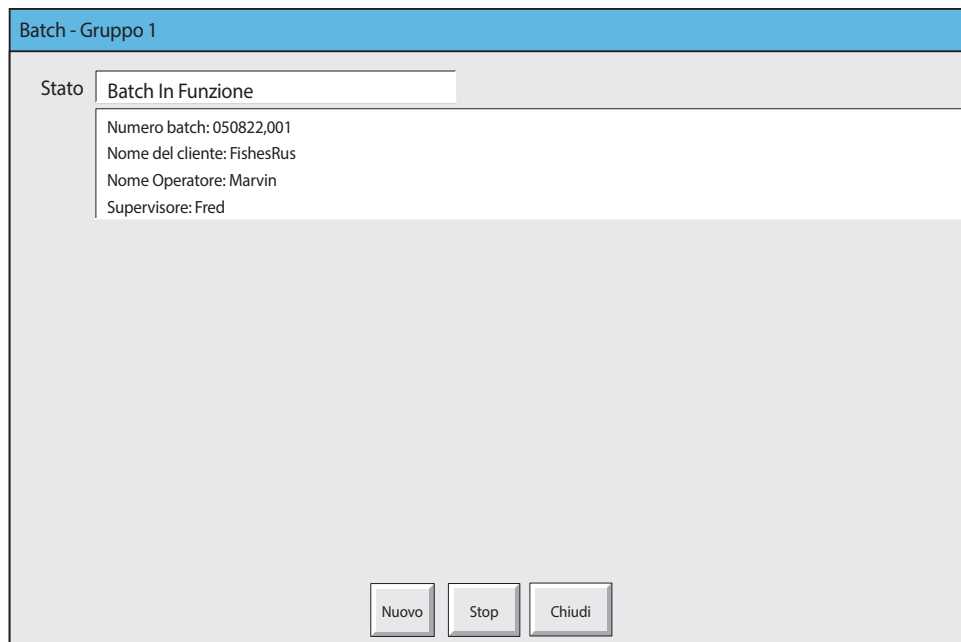 Batch - Gruppo 1
Stato Batch In Funzione
Numero batch: 050822,001
Nome del cliente: FishesRus
Nome Operatore: Marvin
Supervisore: Fred
Nuovo Stop Chiudi